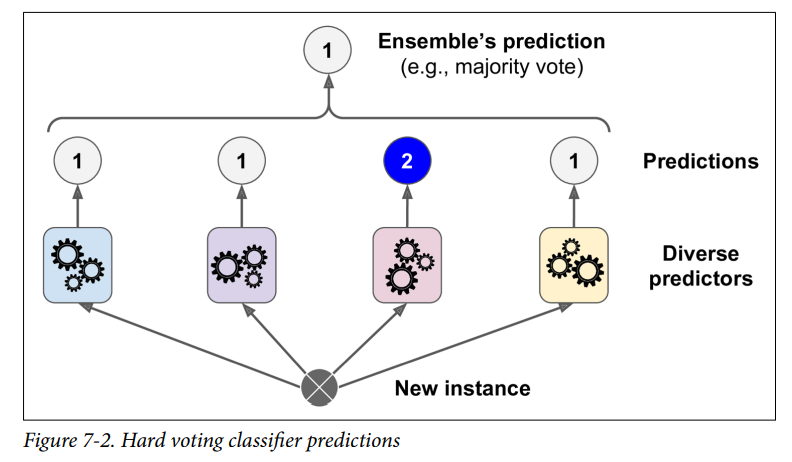 1
Ensemble's prediction
(e.g., majority vote)
1 1 2 1
Predictions
Diverse
predictors
New instance
Figure 7-2. Hard voting classifier predictions